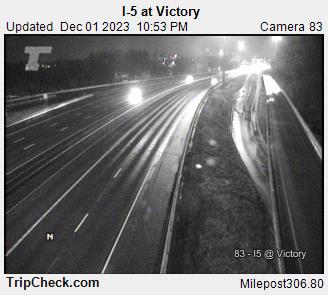 I-5 at Victory
Updated Dec 01 2023 10:53 PM Camera 83
T
N
83 - I5 @ Victory
TripCheck.com Milepost306.80